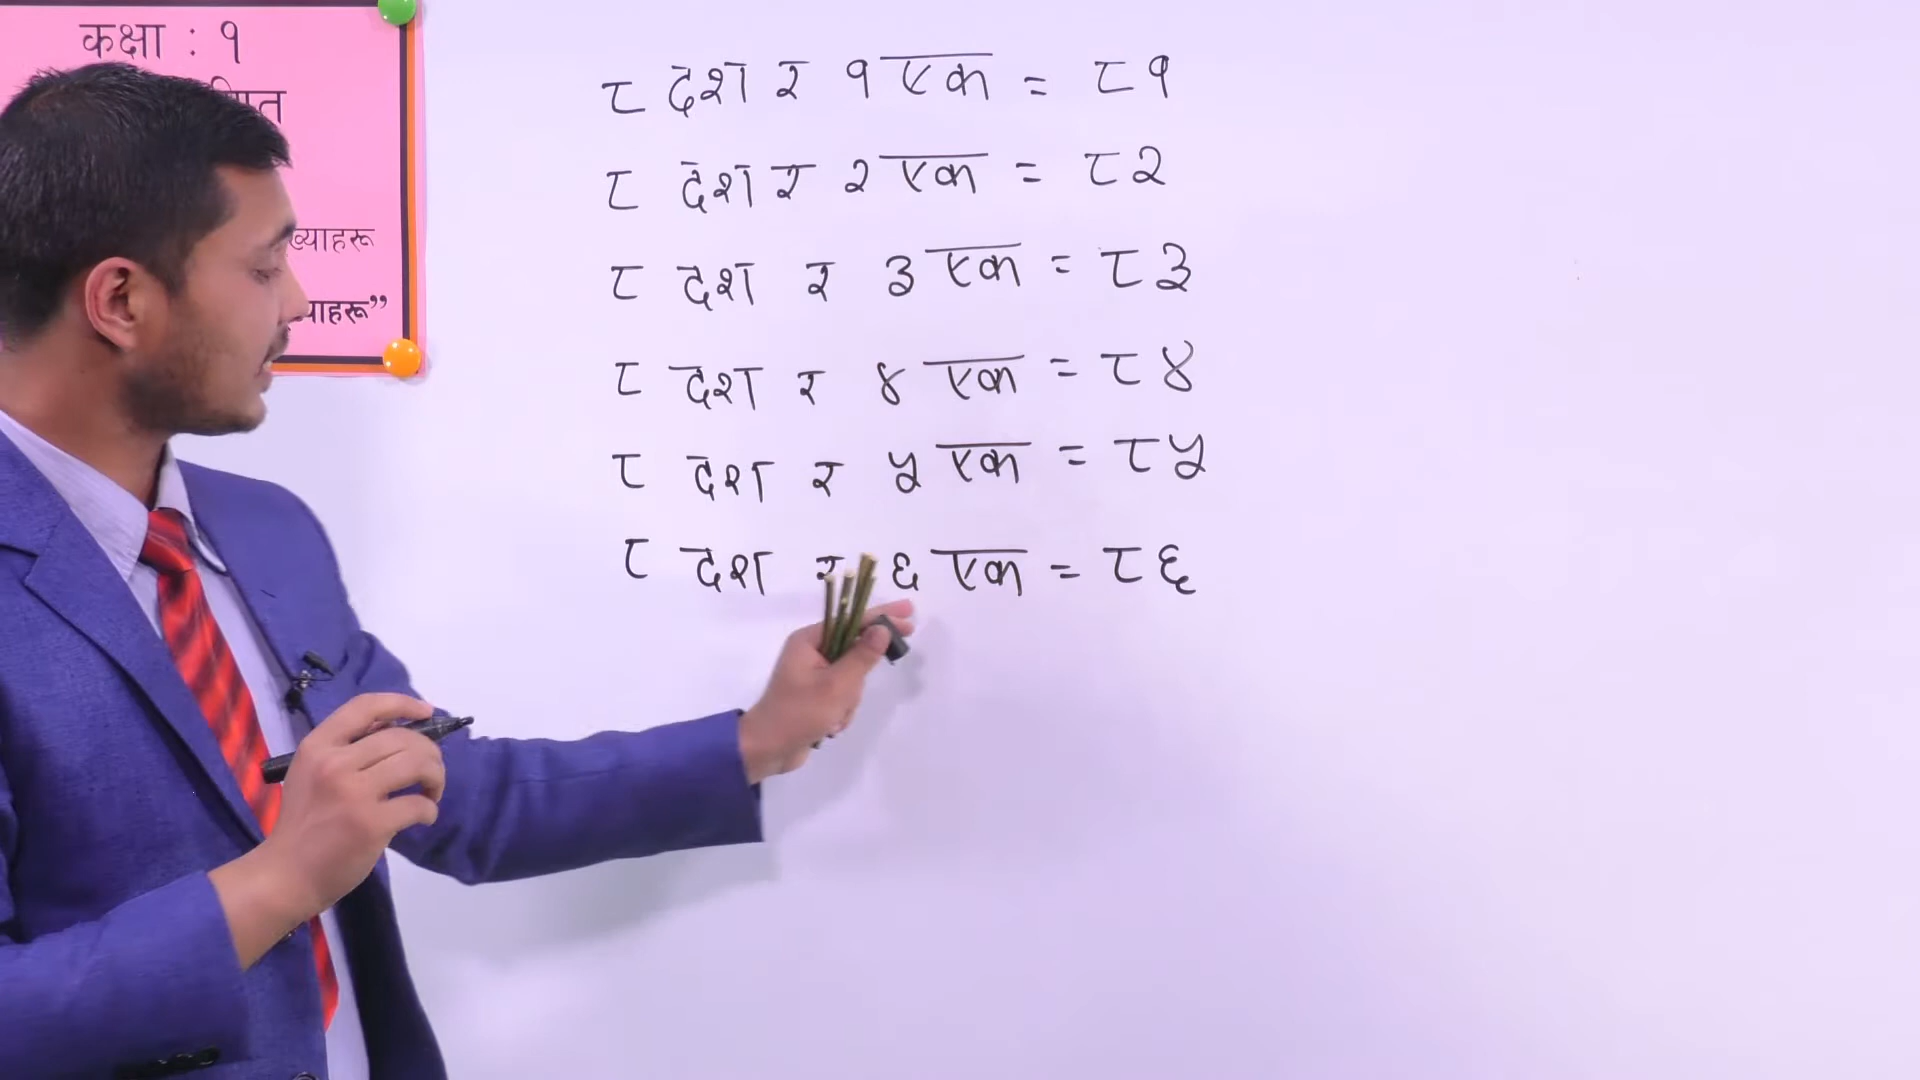 कक्षा : १
८ दश र १ एक = ८१
८ दश र २ एक = ८२
८ दश र ३ एक = ८३
८ दश र ४ एक = ८४
८ दश र ५ एक = ८५
८ दश र ६ एक = ८६